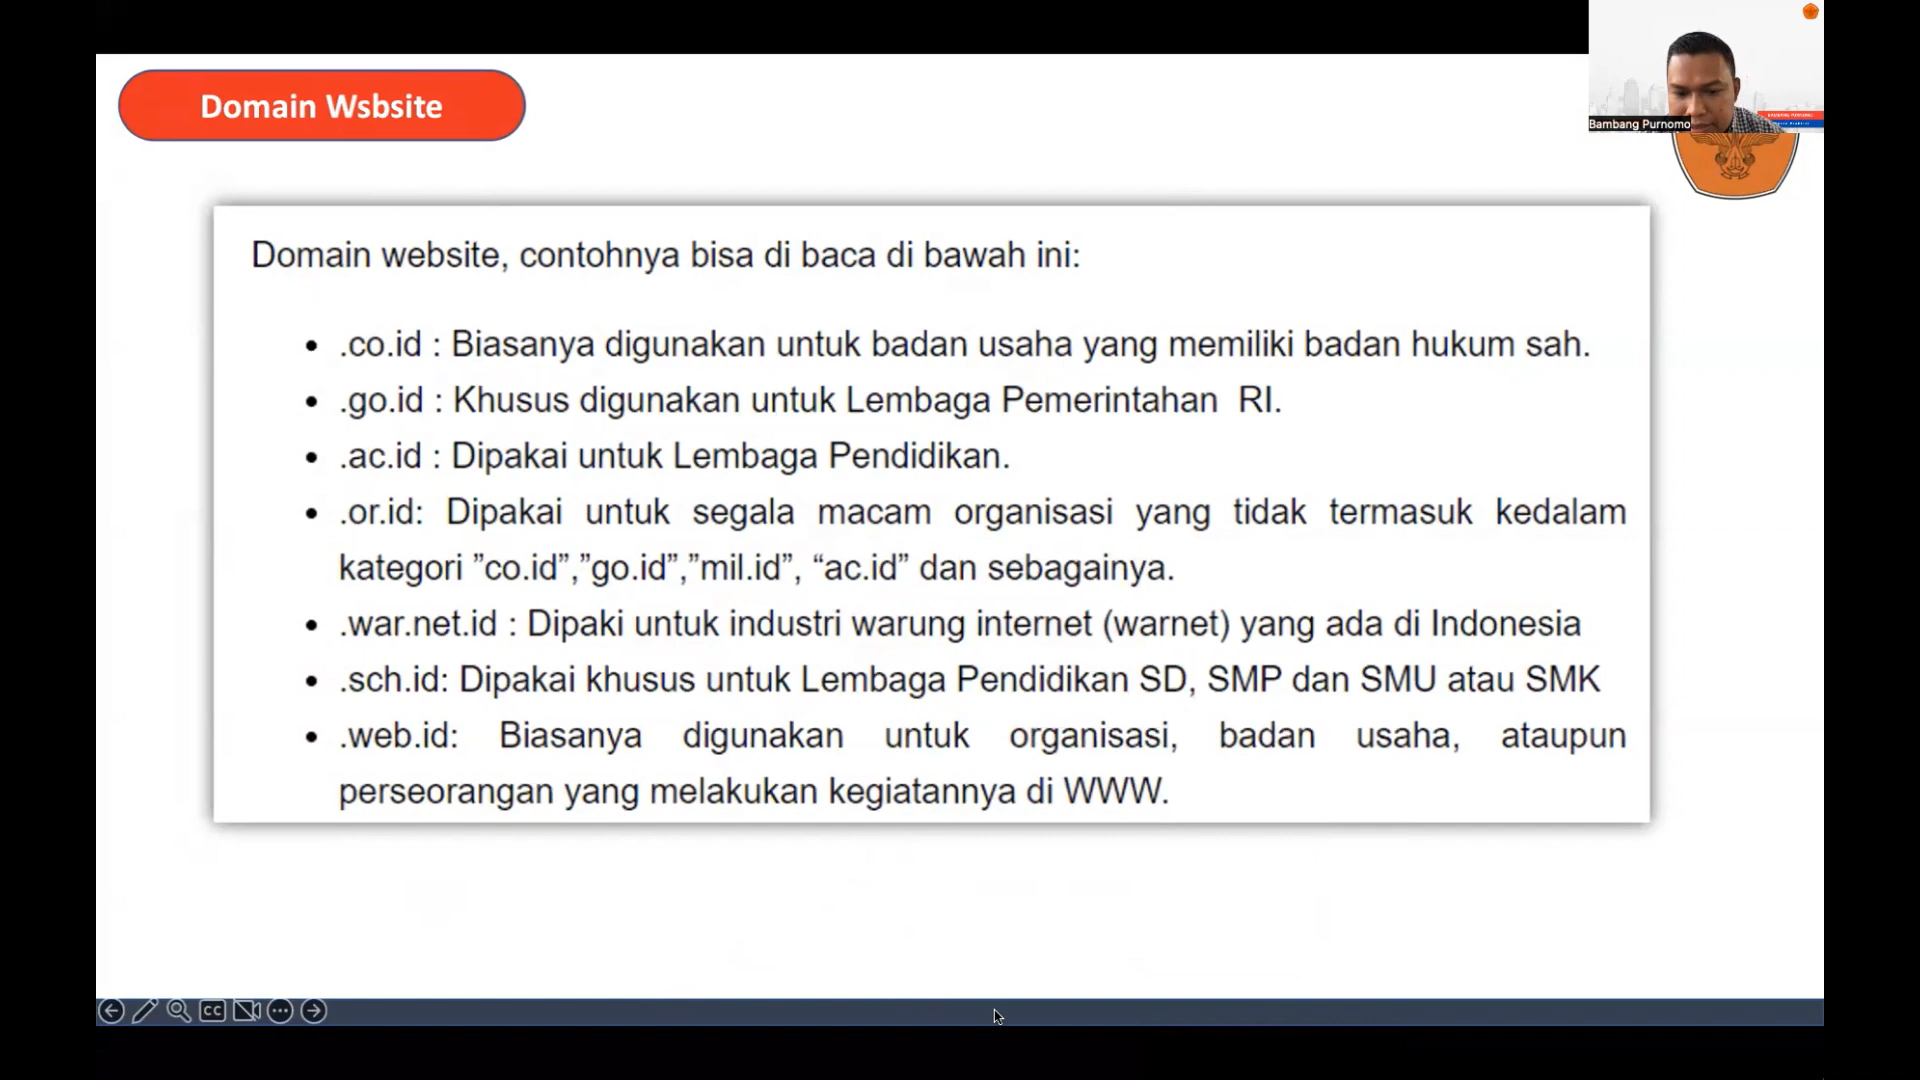 Domain Wsbsite
Bambang Purnomo
Domain website, contohnya bisa di baca di bawah ini:
• .co.id : Biasanya digunakan untuk badan usaha yang memiliki badan hukum sah.
• .go.id : Khusus digunakan untuk Lembaga Pemerintahan RI.
• .ac.id : Dipakai untuk Lembaga Pendidikan.
• .or.id: Dipakai untuk segala macam organisasi yang tidak termasuk kedalam
kategori ”co.id”,”go.id”,”mil.id”, “ac.id” dan sebagainya.
• .war.net.id : Dipaki untuk industri warung internet (warnet) yang ada di Indonesia
• .sch.id: Dipakai khusus untuk Lembaga Pendidikan SD, SMP dan SMU atau SMK
• .web.id: Biasanya digunakan untuk organisasi, badan usaha, ataupun
perseorangan yang melakukan kegiatannya di WWW.
CC